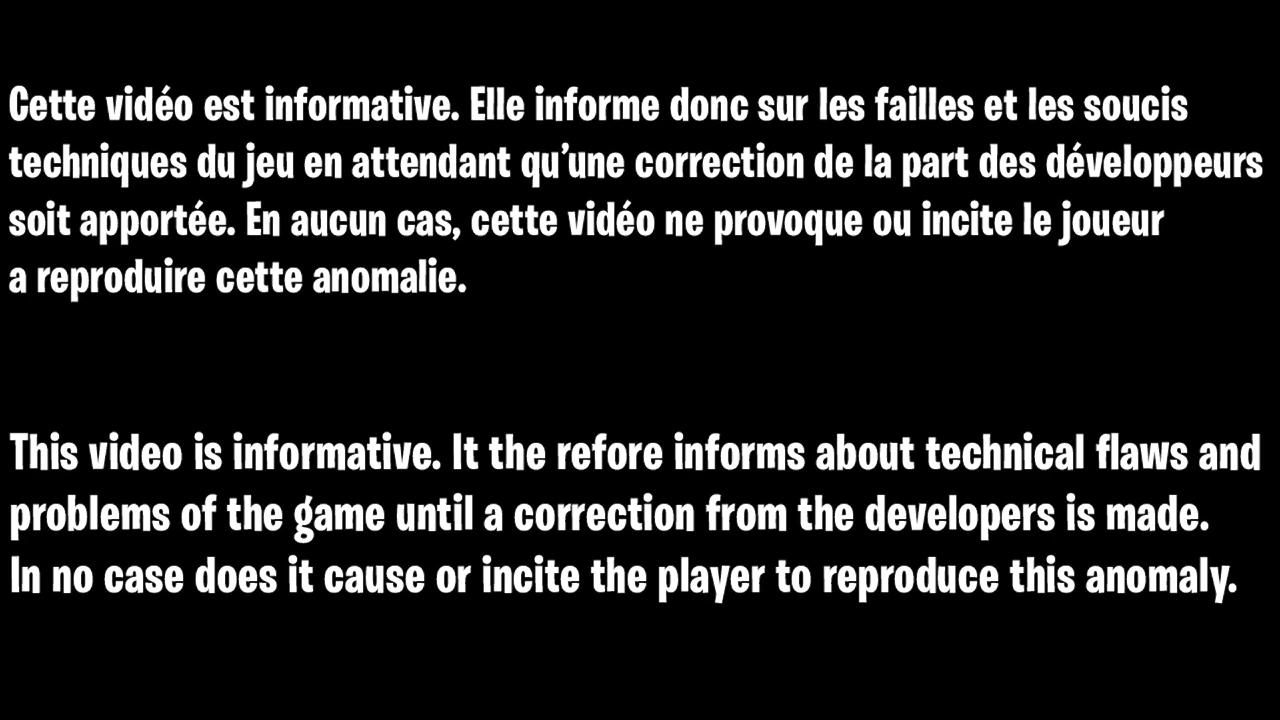 Cette vidéo est informative. Elle informe donc sur les failles et les soucis
techniques du jeu en attendant qu’une correction de la part des développeurs
soit apportée. En aucun cas, cette vidéo ne provoque ou incite le joueur
a reproduire cette anomalie.
This video is informative. It the refore informs about technical flaws and
problems of the game until a correction from the developers is made.
In no case does it cause or incite the player to reproduce this anomaly.